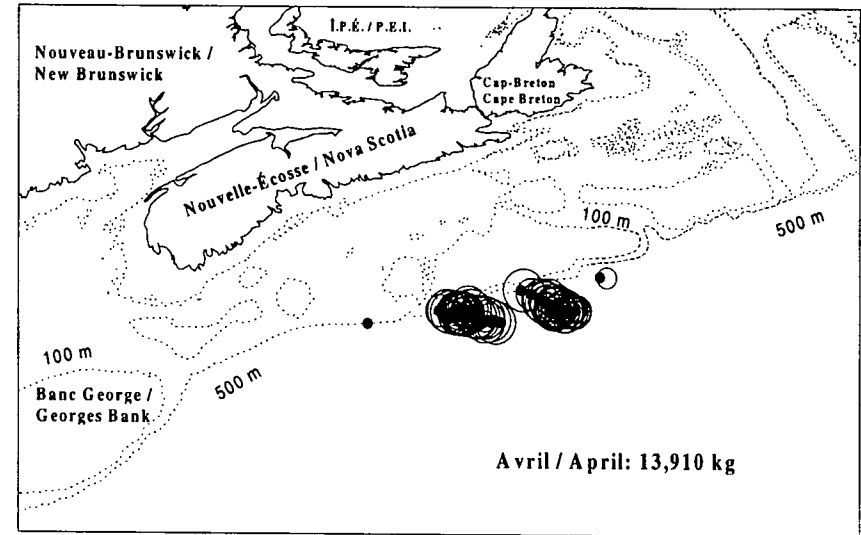 Î.P.É. / P.E.I.
Nouveau-Brunswick /
New Brunswick
Cap-Breton
Cape Breton
Nouvelle-Écosse / Nova Scotia
100 m
500 m
100 m
500 m
Banc George /
Georges Bank
Avril / April: 13,910 kg